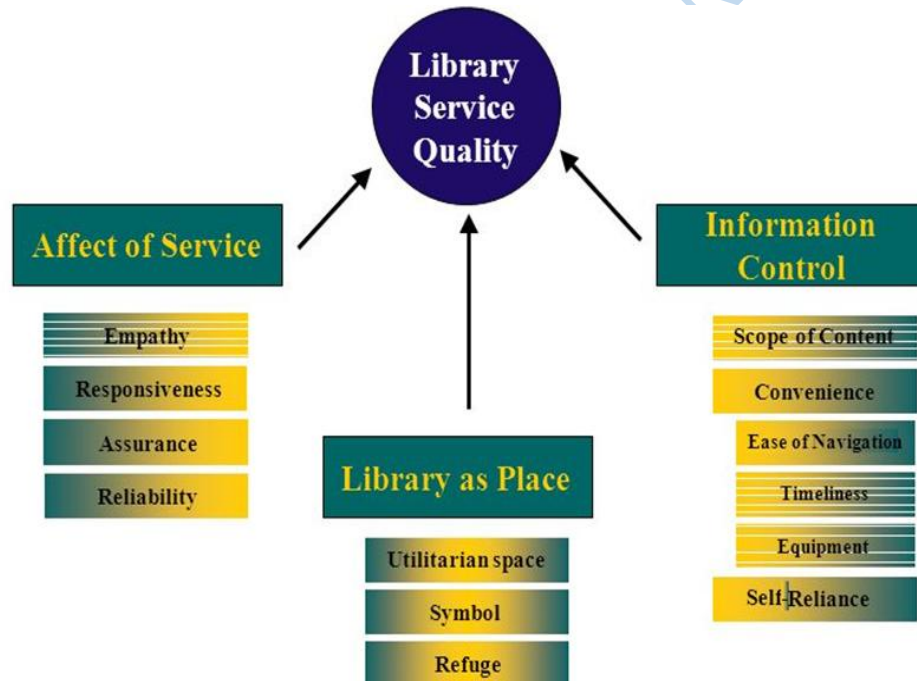 Library
Service
Quality
Affect of Service
Empathy
Responsiveness
Assurance
Reliability
Library as Place
Utilitarian space
Symbol
Refuge
Information
Control
Scope of Content
Convenience
Ease of Navigation
Timeliness
Equipment
Self-Reliance